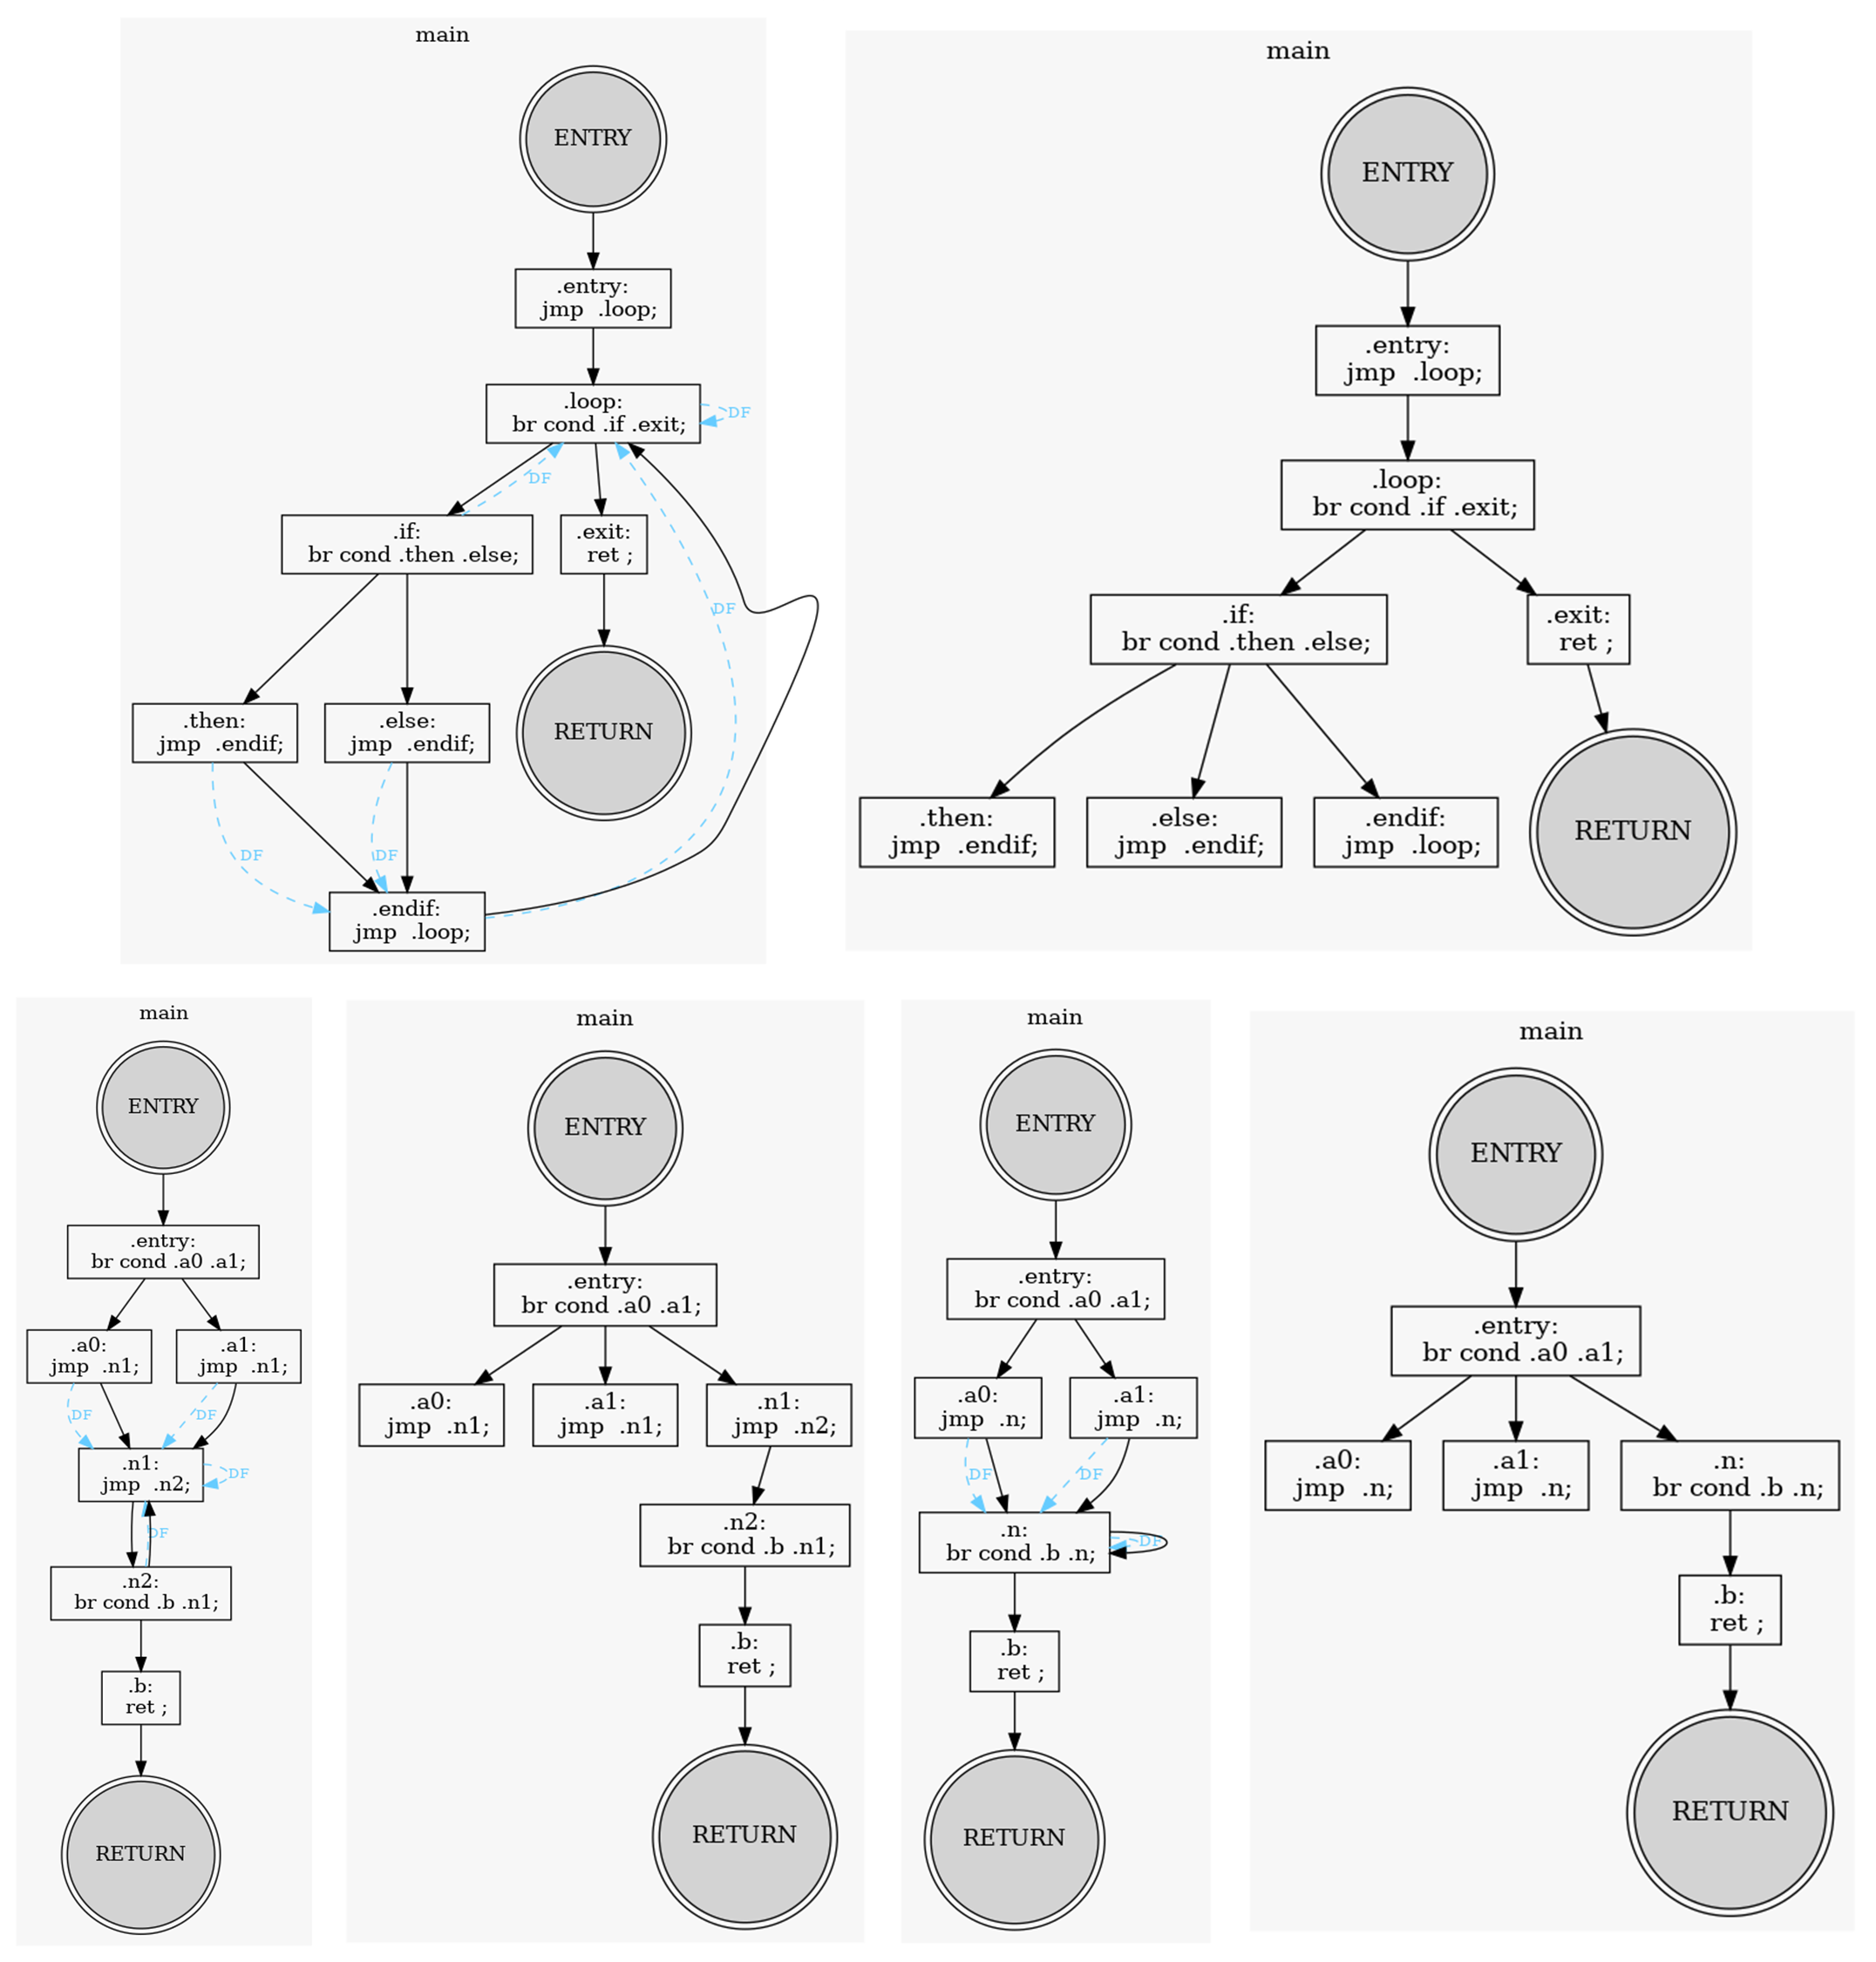 main
ENTRY
.entry:
jmp .loop;
.loop:
br cond .if .exit;
DF
DF
.if:
br cond .then .else;
.exit:
ret ;
DF
.then:
jmp .endif;
.else:
jmp .endif;
RETURN
DF
DF
.endif:
jmp .loop;
main
ENTRY
.entry:
jmp .loop;
.loop:
br cond .if .exit;
.if:
br cond .then .else;
.exit:
ret ;
.then:
jmp .endif;
.else:
jmp .endif;
.endif:
jmp .loop;
RETURN
main
ENTRY
.entry:
br cond .a0 .a1;
.a0:
jmp .n1;
.a1:
jmp .n1;
DF
DF
.n1:
jmp .n2;
DF
DF
.n2:
br cond .b .n1;
.b:
ret ;
RETURN
main
ENTRY
.entry:
br cond .a0 .a1;
.a0:
jmp .n1;
.a1:
jmp .n1;
.n1:
jmp .n2;
.n2:
br cond .b .n1;
.b:
ret ;
RETURN
main
ENTRY
.entry:
br cond .a0 .a1;
.a0:
jmp .n;
.a1:
jmp .n;
DF
DF
.n:
br cond .b .n;
DF
.b:
ret ;
RETURN
main
ENTRY
.entry:
br cond .a0 .a1;
.a0:
jmp .n;
.a1:
jmp .n;
.n:
br cond .b .n;
.b:
ret ;
RETURN